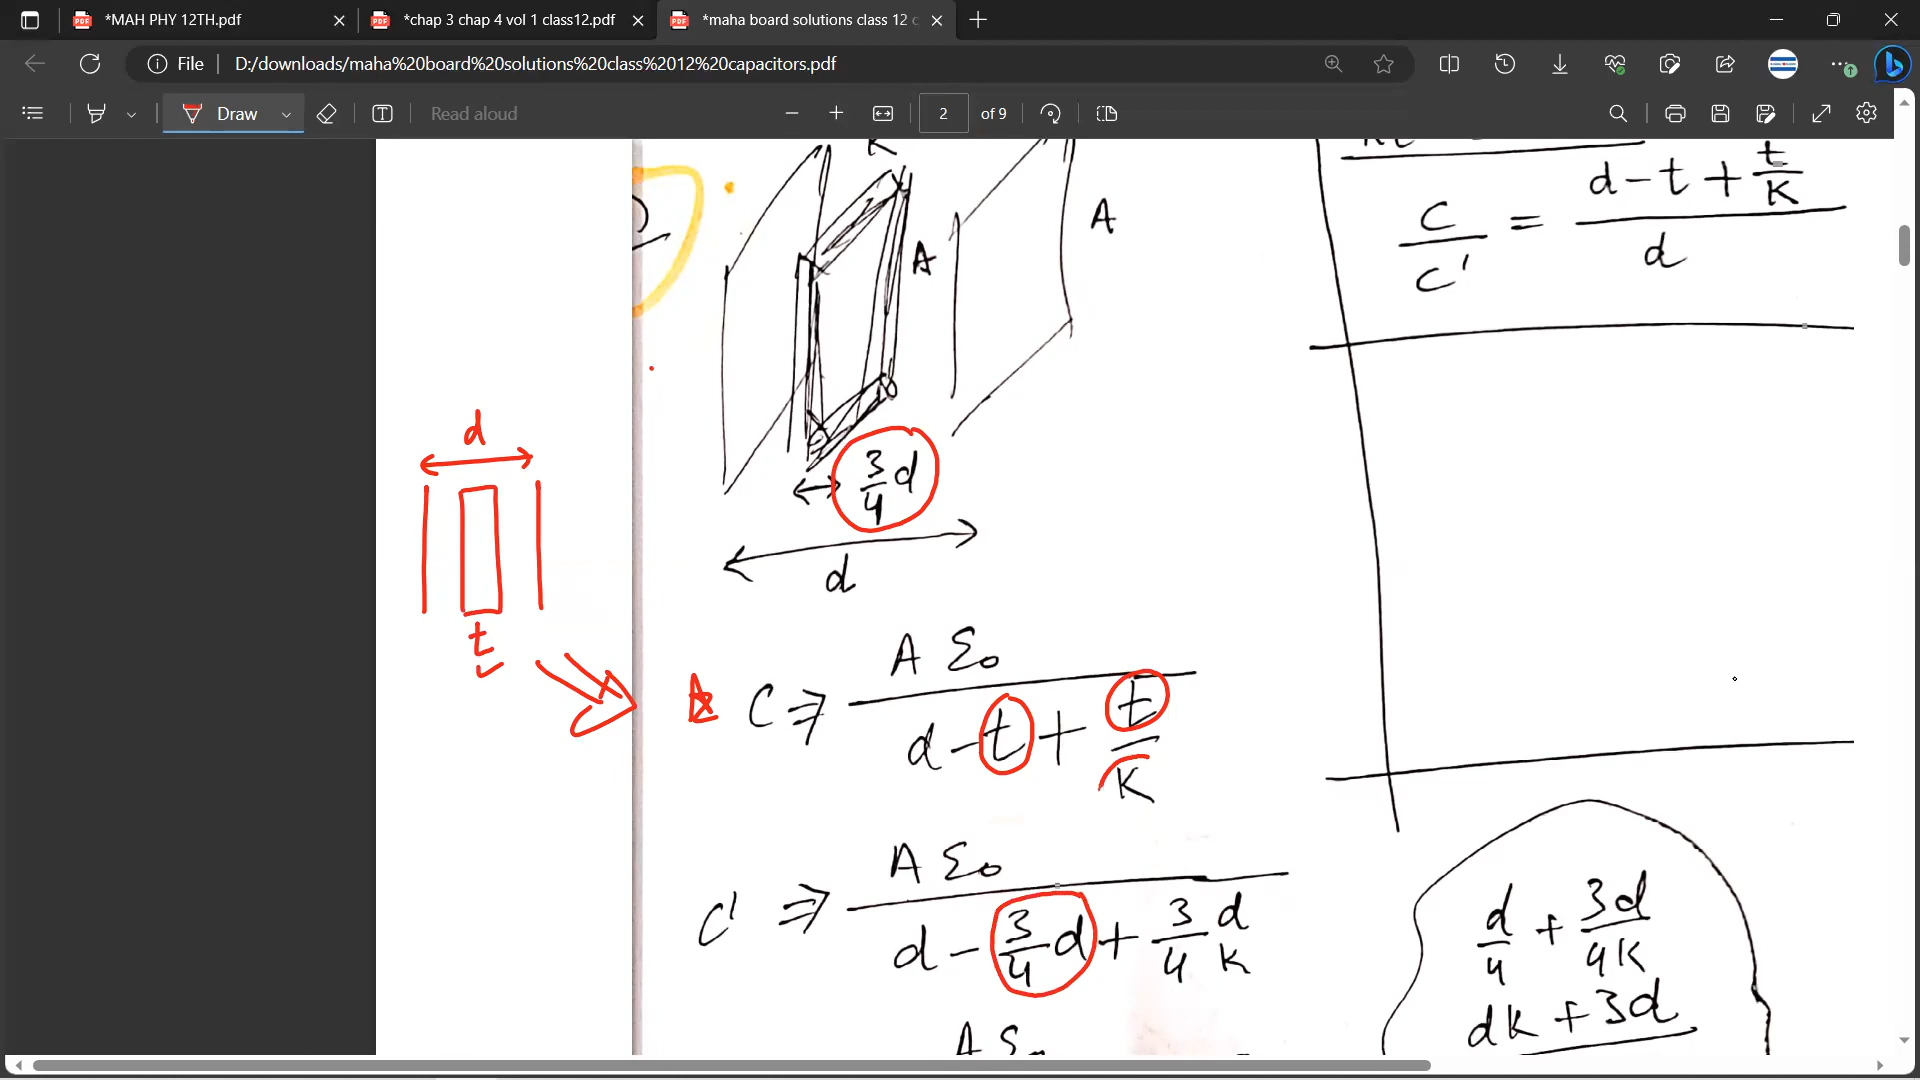 *MAH PHY 12TH.pdf
*chap 3 chap 4 vol 1 class12.pdf
*maha board solutions class 12 c
File
D:/downloads/maha%20board%20solutions%20class%2012%20capacitors.pdf
Draw
Read aloud
2 of 9
K
A
A
3/4 d
d
d
t
C ⇒ A ε₀ / (d - t + t/K)
C' ⇒ A ε₀ / (d - 3/4 d + 3/4 d/k)
A ε₀
d - t + t/K
C/C' = ‾ / d
d/4 + 3d/4K
dk + 3d